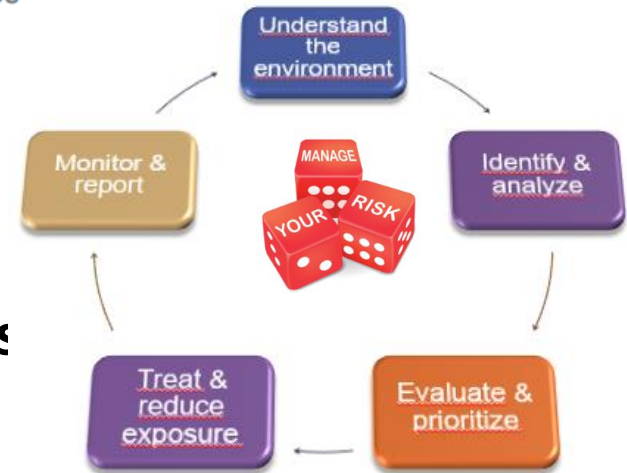 Understand
the
environment
Identify &
analyze
Evaluate &
prioritize
Treat &
reduce
exposure
Monitor &
report
MANAGE
YOUR RISK